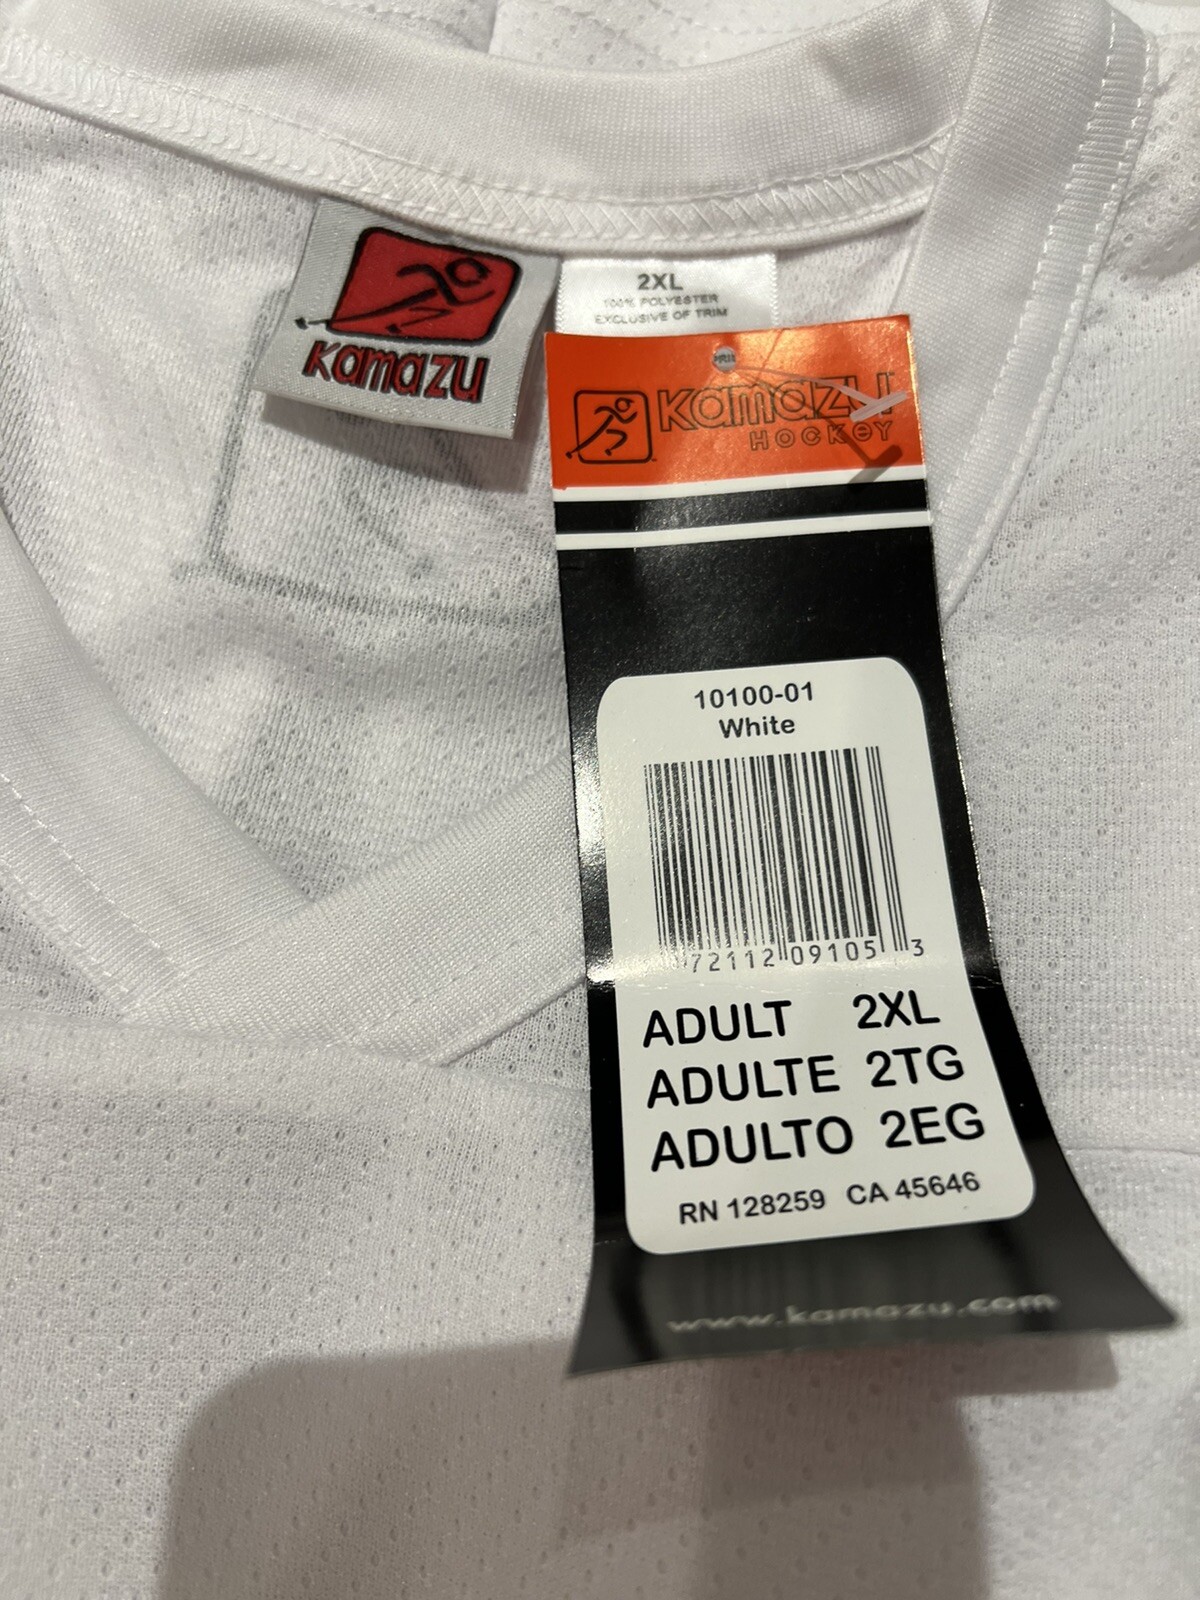 Kamazu
2XL
100% POLYESTER
EXCLUSIVE OF TRIM
Kamazu
HOCKEY
10100-01
White
72112 09105 3
ADULT 2XL
ADULTE 2TG
ADULTO 2EG
RN 128259 CA 45646
www.kamazu.com